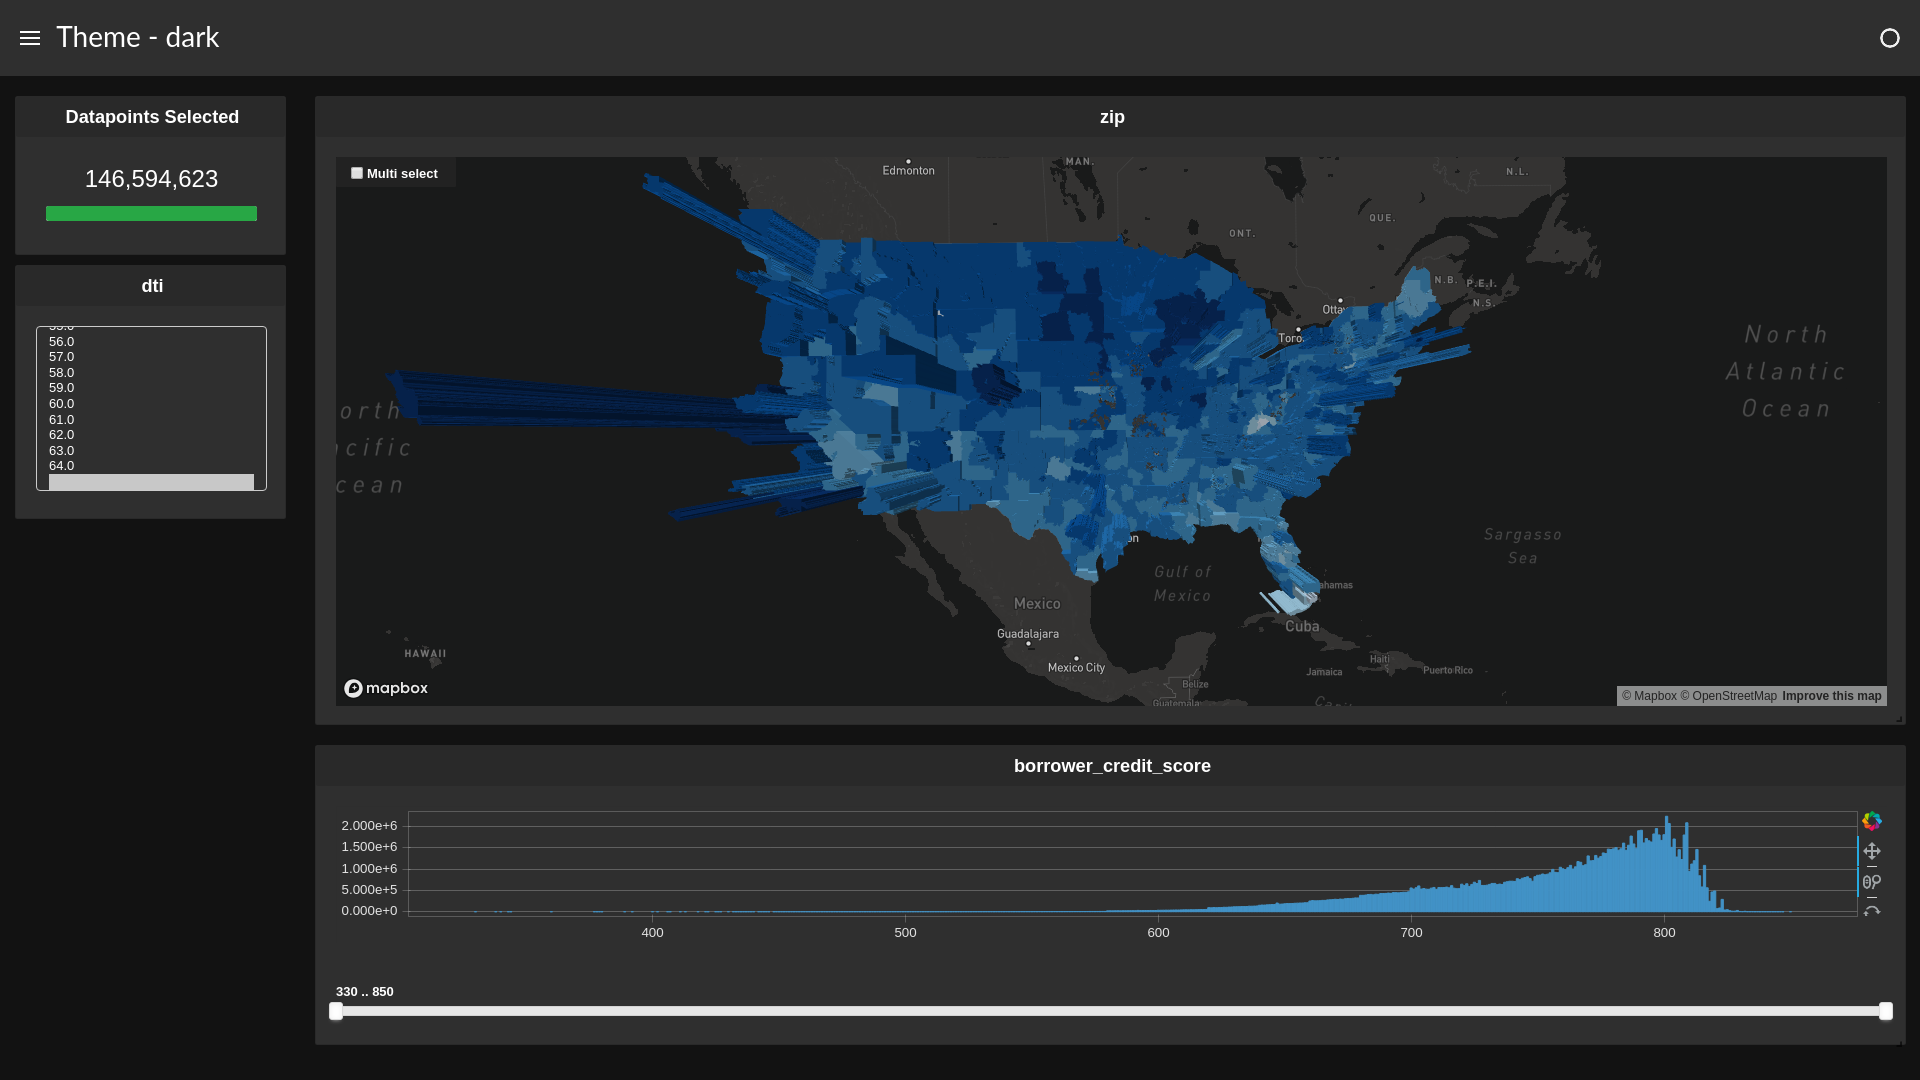 Theme - dark
Datapoints Selected
146,594,623
dti
56.0
57.0
58.0
59.0
60.0
61.0
62.0
63.0
64.0
zip
Multi select
Edmonton
MAN.
N.L.
QUE.
ONT.
N.B.
P.E.I.
N.S.
Otta
Toro.
North
Atlantic
Ocean
orth
cific
cean
Sargasso
Sea
on
Gulf of
Mexico
ahamas
Mexico
Cuba
Guadalajara
HAWAII
Mexico City
Haiti
Jamaica
Puerto Rico
Belize
Guatemala
mapbox
© Mapbox © OpenStreetMap Improve this map
borrower_credit_score
2.000e+6
1.500e+6
1.000e+6
5.000e+5
0.000e+0
400 500 600 700 800
330 .. 850